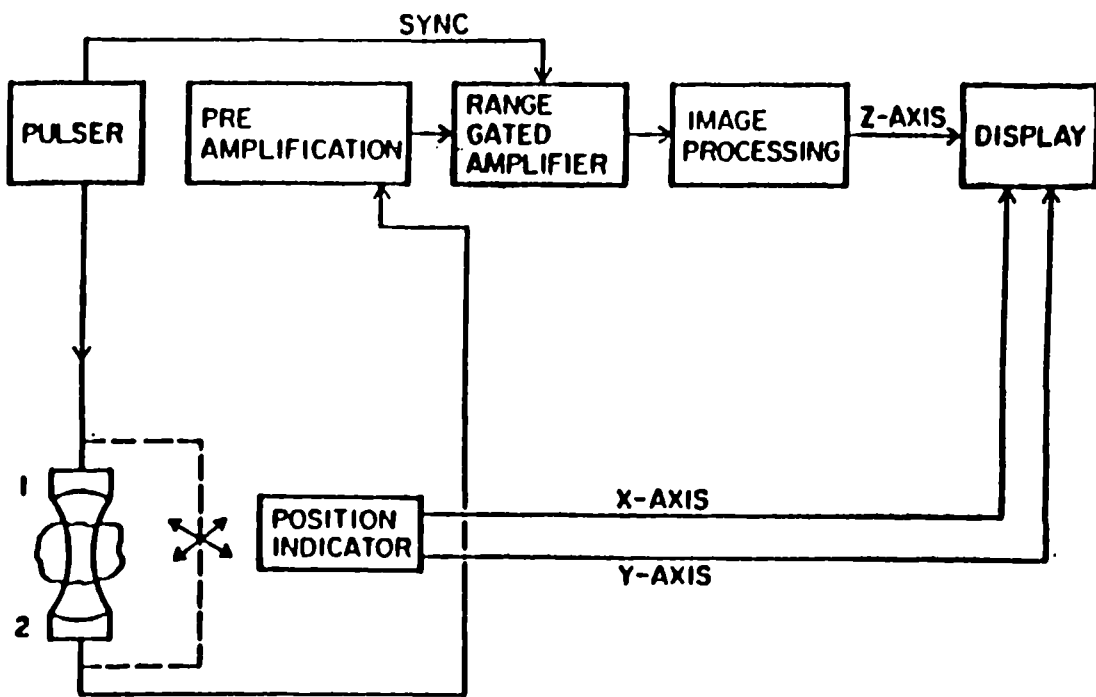 SYNC
PULSER
PRE
AMPLIFICATION
RANGE
GATED
AMPLIFIER
IMAGE
PROCESSING
Z-AXIS
DISPLAY
1
2
POSITION
INDICATOR
X-AXIS
Y-AXIS